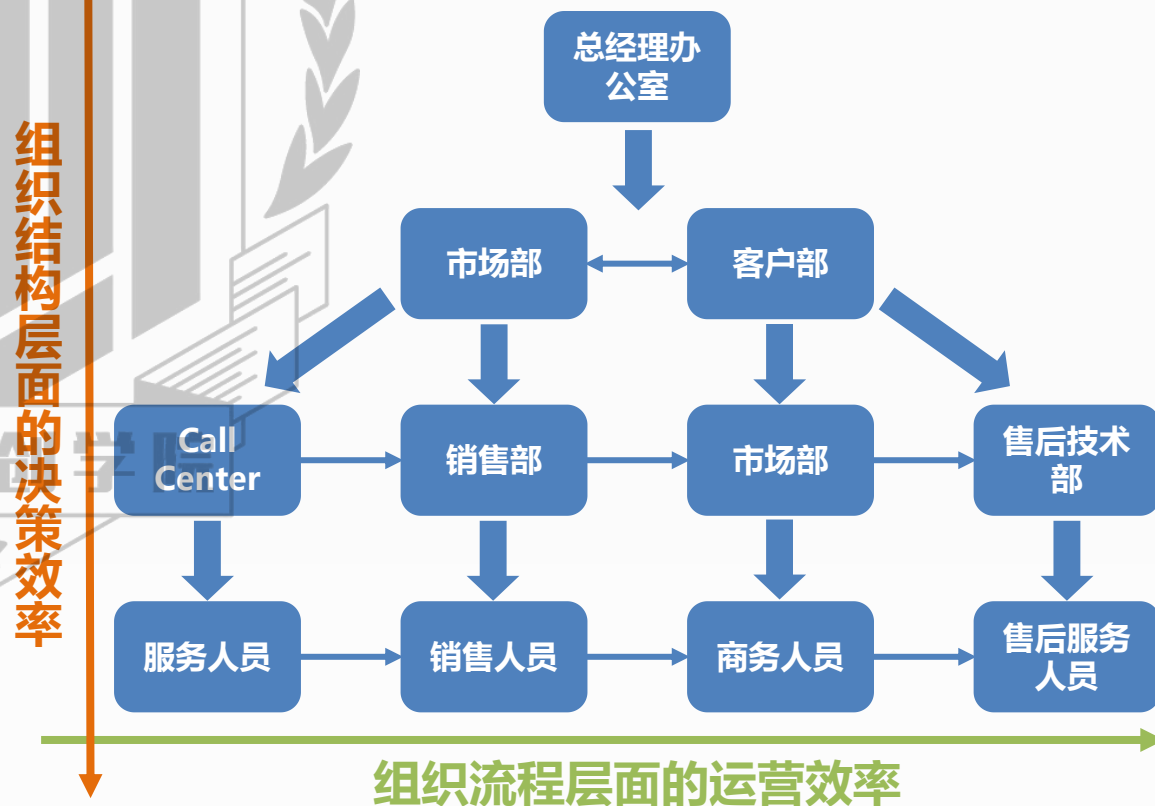 总经理办
公室
市场部
客户部
Call
Center
销售部
市场部
售后技术
部
服务人员
销售人员
商务人员
售后服务
人员
组织结构层面的决策效率
组织流程层面的运营效率
学院